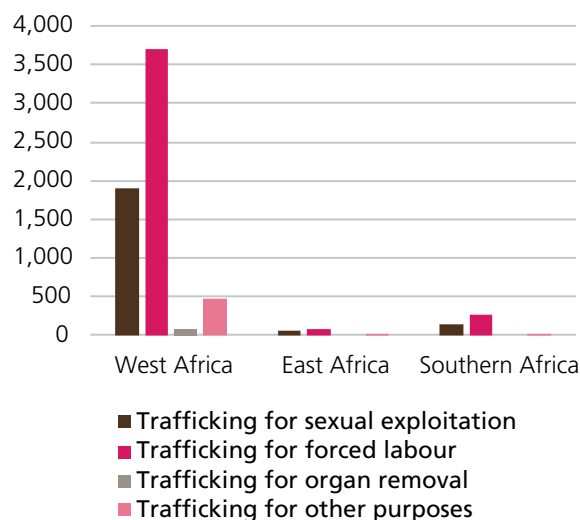 4,000
3,500
3,000
2,500
2,000
1,500
1,000
500
0
West Africa East Africa Southern Africa
Trafficking for sexual exploitation
Trafficking for forced labour
Trafficking for organ removal
Trafficking for other purposes